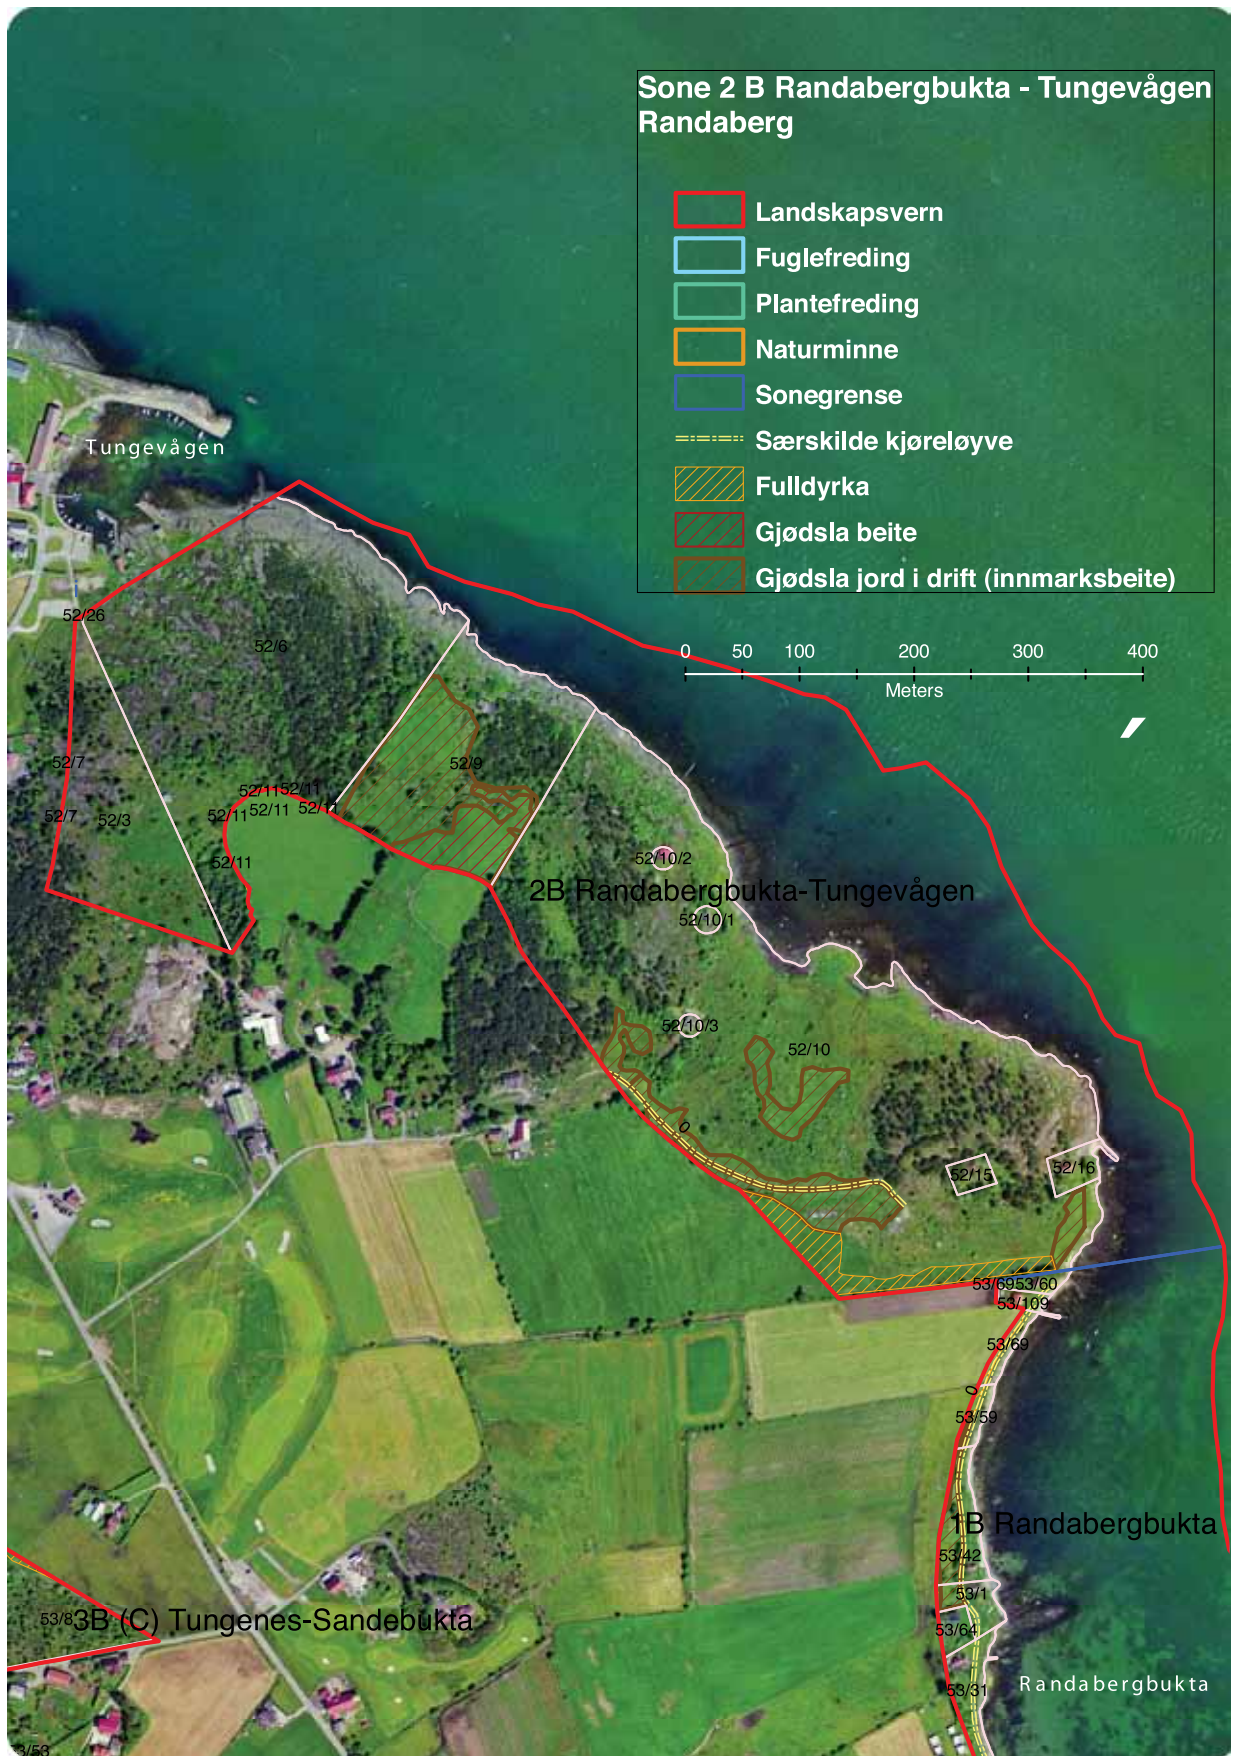 Sone 2 B Randabergbukta - Tungevågen
Randaberg
Landskapsvern
Fuglefreding
Plantefreding
Naturminne
Sonegrense
Særskilde kjøreløyve
Fulldyrka
Gjødsla beite
Gjødsla jord i drift (innmarksbeite)
Tungevågen
52/26
52/6
0 50 100 200 300 400
Meters
52/7
52/9
52/11 52/11
52/7 52/3 52/11 52/11 52/11
52/11
52/10/2
2B Randabergbukta-Tungevågen
52/10/1
52/10/3
52/10
0
52/15
52/16
53/69 53/60
53/109
53/69
0
53/59
1B Randabergbukta
53/42
53/1
53/8
3B (C) Tungenes-Sandebukta
53/64
53/31
Randabergbukta
3/53